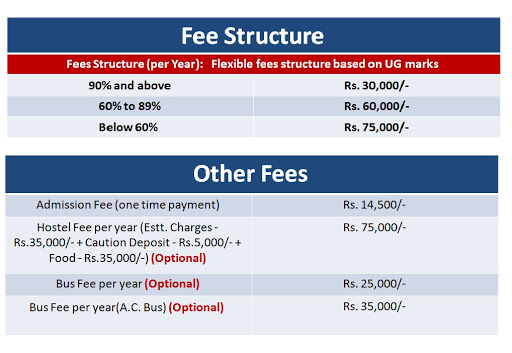 Fee Structure
Fees Structure (per Year): Flexible fees structure based on UG marks
90% and above Rs. 30,000/-
60% to 89% Rs. 60,000/-
Below 60% Rs. 75,000/-
Other Fees
Admission Fee (one time payment) Rs. 14,500/-
Hostel Fee per year (Estt. Charges - Rs. 75,000/-
Rs.35,000/- + Caution Deposit - Rs.5,000/- +
Food - Rs.35,000/-) (Optional)
Bus Fee per year (Optional) Rs. 25,000/-
Bus Fee per year(A.C. Bus) (Optional) Rs. 35,000/-